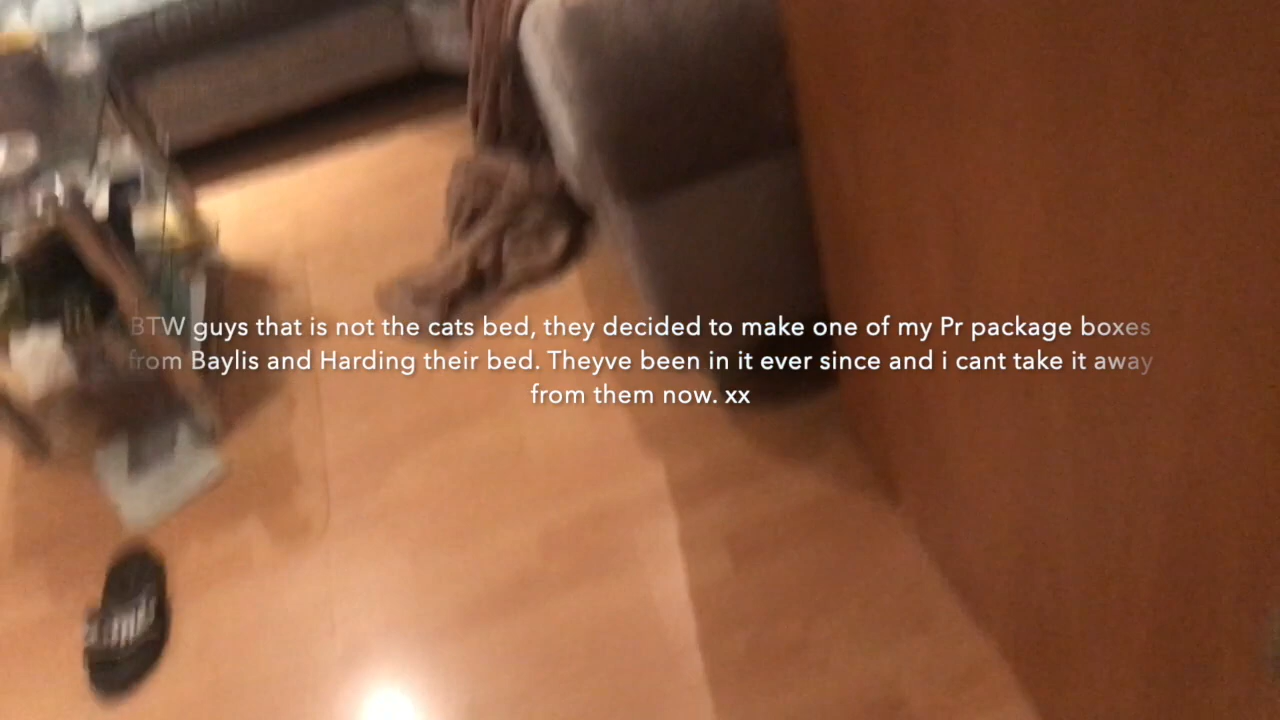 BTW guys that is not the cats bed, they decided to make one of my Pr package boxes
from Baylis and Harding their bed. Theyve been in it ever since and i cant take it away
from them now. xx